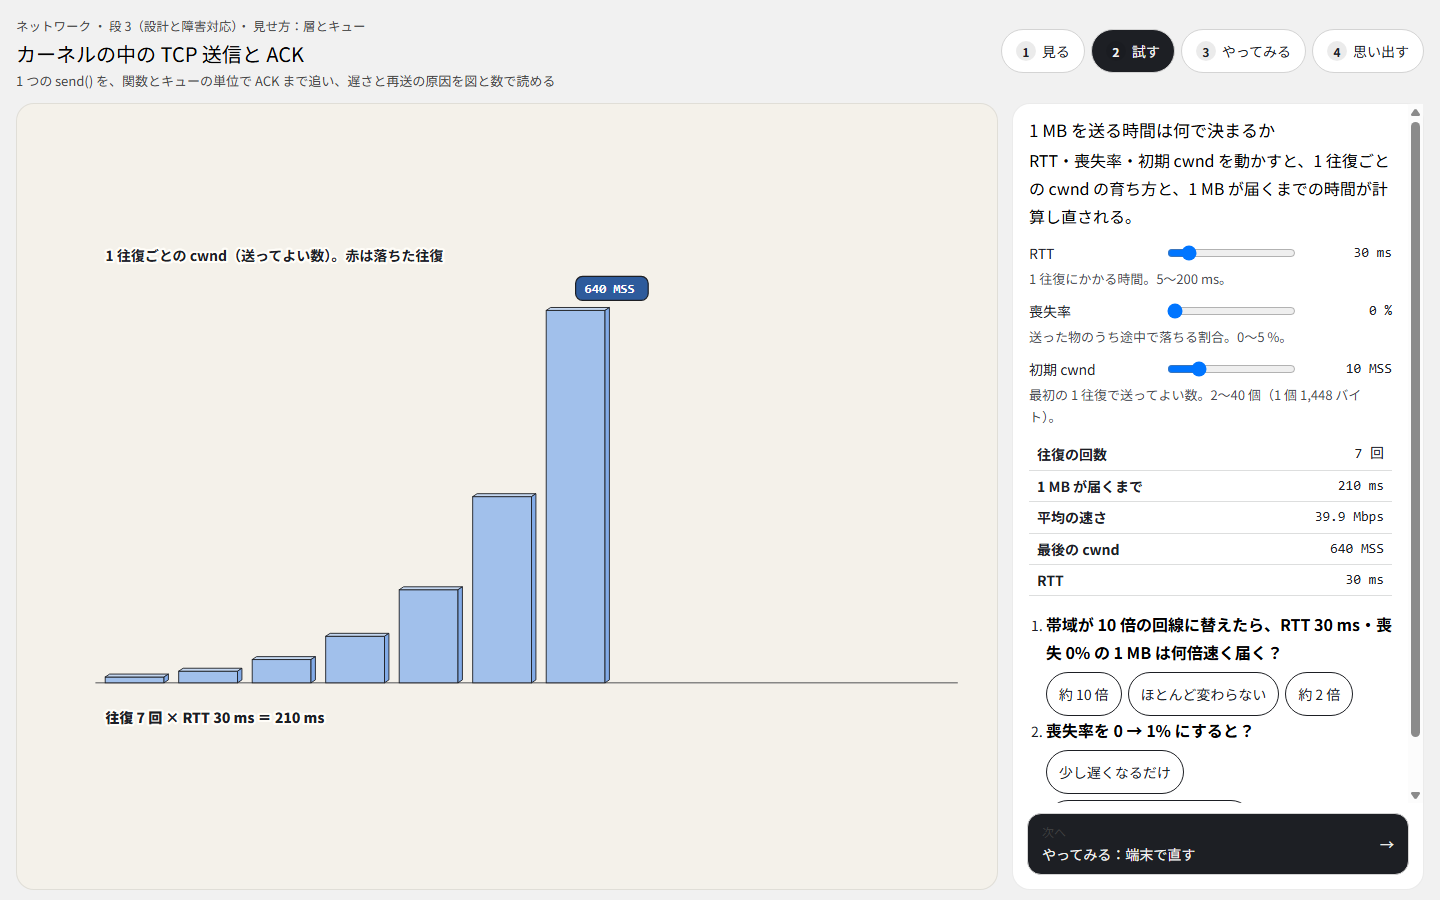 ネットワーク ・ 段 3（設計と障害対応）・ 見せ方：層とキュー
カーネルの中の TCP 送信と ACK
1 つの send() を、関数とキューの単位で ACK まで追い、遅さと再送の原因を図と数で読める
1 見る
2 試す
3 やってみる
4 思い出す
1 往復ごとの cwnd（送ってよい数）。赤は落ちた往復
640 MSS
往復 7 回 × RTT 30 ms ＝ 210 ms
1 MB を送る時間は何で決まるか
RTT・喪失率・初期 cwnd を動かすと、1 往復ごと
の cwnd の育ち方と、1 MB が届くまでの時間が計
算し直される。
RTT 30 ms
1 往復にかかる時間。5〜200 ms。
喪失率 0 %
送った物のうち途中で落ちる割合。0〜5 %。
初期 cwnd 10 MSS
最初の 1 往復で送ってよい数。2〜40 個（1 個 1,448 バイ
ト）。
往復の回数 7 回
1 MB が届くまで 210 ms
平均の速さ 39.9 Mbps
最後の cwnd 640 MSS
RTT 30 ms
1. 帯域が 10 倍の回線に替えたら、RTT 30 ms・喪
失 0% の 1 MB は何倍速く届く？
約 10 倍 ほとんど変わらない 約 2 倍
2. 喪失率を 0 → 1% にすると？
少し遅くなるだけ
次へ
やってみる：端末で直す →